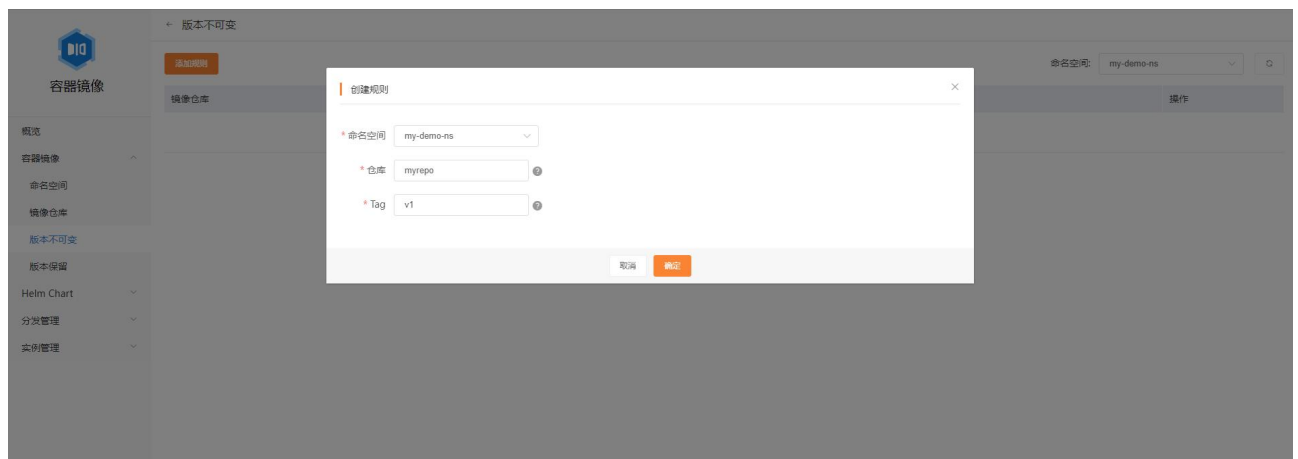 ← 版本不可变
容器镜像
添加规则
命名空间: my-demo-ns
镜像仓库
操作
概览
容器镜像
命名空间
镜像仓库
版本不可变
版本保留
Helm Chart
分发管理
实例管理
创建规则
* 命名空间 my-demo-ns
* 仓库 myrepo
* Tag v1
取消 确定